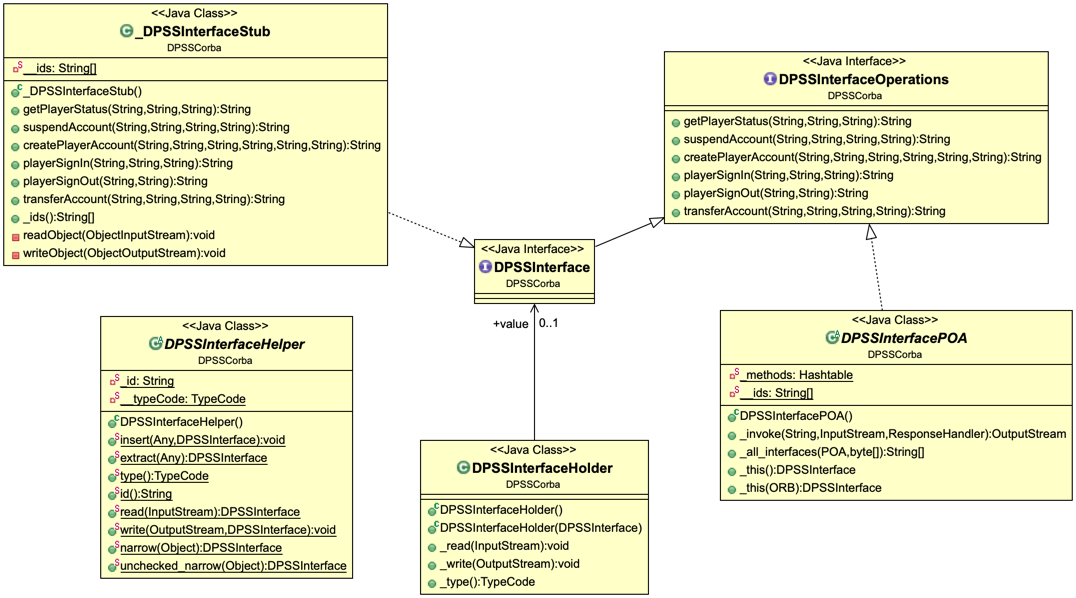 <<Java Class>>
_DPSSInterfaceStub
DPSSCorba
__ids: String[]
_DPSSInterfaceStub()
getPlayerStatus(String,String,String):String
suspendAccount(String,String,String,String):String
createPlayerAccount(String,String,String,String,String,String):String
playerSignIn(String,String,String):String
playerSignOut(String,String):String
transferAccount(String,String,String,String):String
_ids():String[]
readObject(ObjectInputStream):void
writeObject(ObjectOutputStream):void
<<Java Interface>>
DPSSInterfaceOperations
DPSSCorba
getPlayerStatus(String,String,String):String
suspendAccount(String,String,String,String):String
createPlayerAccount(String,String,String,String,String,String):String
playerSignIn(String,String,String):String
playerSignOut(String,String):String
transferAccount(String,String,String,String):String
<<Java Interface>>
DPSSInterface
DPSSCorba
+value 0..1
<<Java Class>>
DPSSInterfaceHelper
DPSSCorba
_id: String
__typeCode: TypeCode
DPSSInterfaceHelper()
insert(Any,DPSSInterface):void
extract(Any):DPSSInterface
type():TypeCode
id():String
read(InputStream):DPSSInterface
write(OutputStream,DPSSInterface):void
narrow(Object):DPSSInterface
unchecked_narrow(Object):DPSSInterface
<<Java Class>>
DPSSInterfaceHolder
DPSSCorba
DPSSInterfaceHolder()
DPSSInterfaceHolder(DPSSInterface)
_read(InputStream):void
_write(OutputStream):void
_type():TypeCode
<<Java Class>>
DPSSInterfacePOA
DPSSCorba
_methods: Hashtable
__ids: String[]
DPSSInterfacePOA()
_invoke(String,InputStream,ResponseHandler):OutputStream
_all_interfaces(POA,byte[]):String[]
_this():DPSSInterface
_this(ORB):DPSSInterface